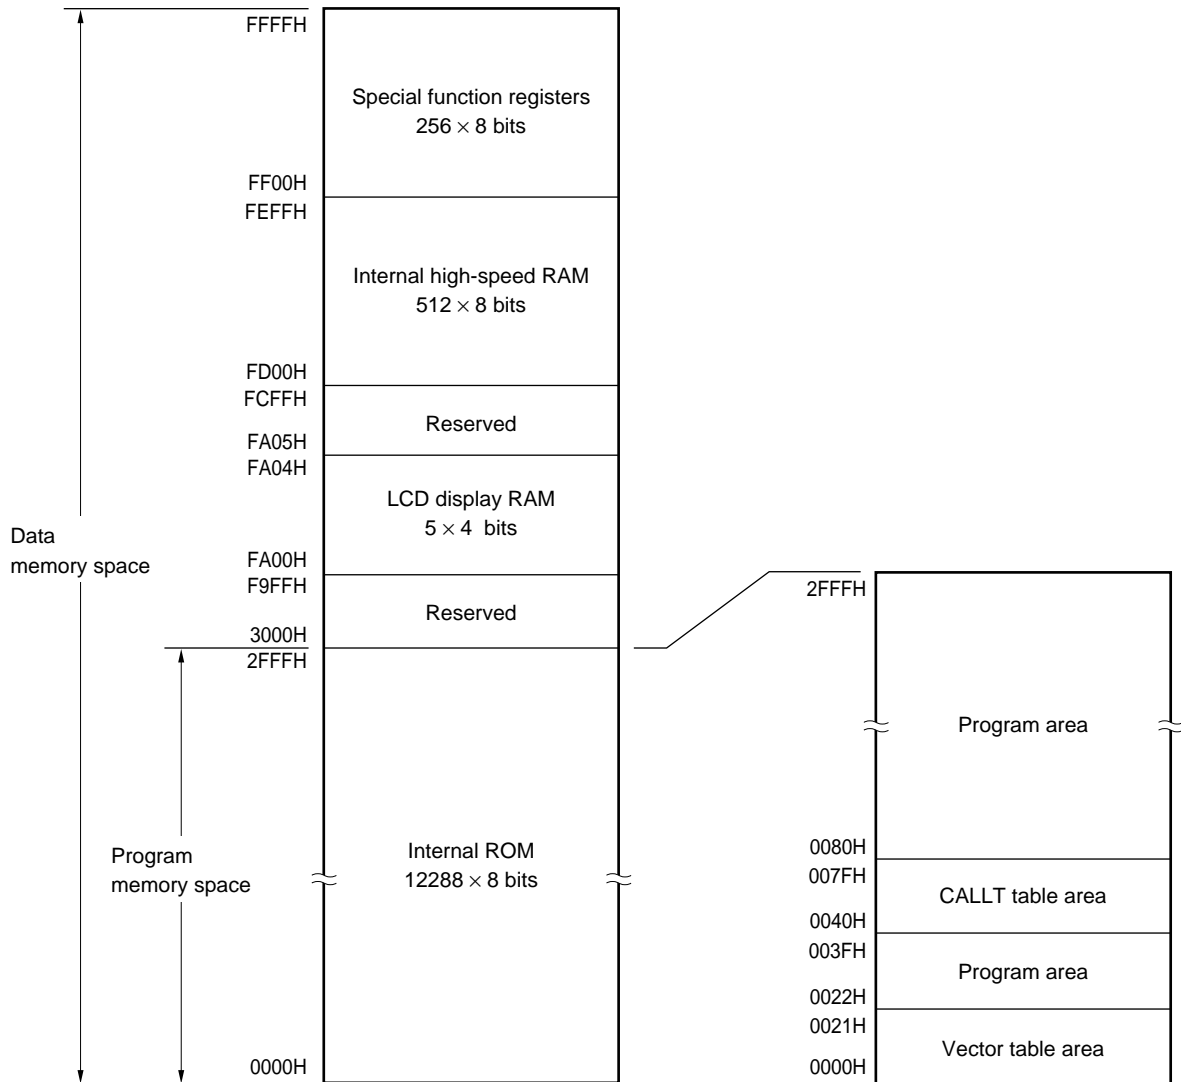 FFFFH
Special function registers
256 × 8 bits
FF00H
FEFFH
Internal high-speed RAM
512 × 8 bits
FD00H
FCFFH
Reserved
FA05H
FA04H
LCD display RAM
5 × 4 bits
Data
memory space
FA00H
F9FFH
Reserved
3000H
2FFFH
Program
memory space
Internal ROM
12288 × 8 bits
0000H
2FFFH
Program area
0080H
007FH
CALLT table area
0040H
003FH
Program area
0022H
0021H
Vector table area
0000H